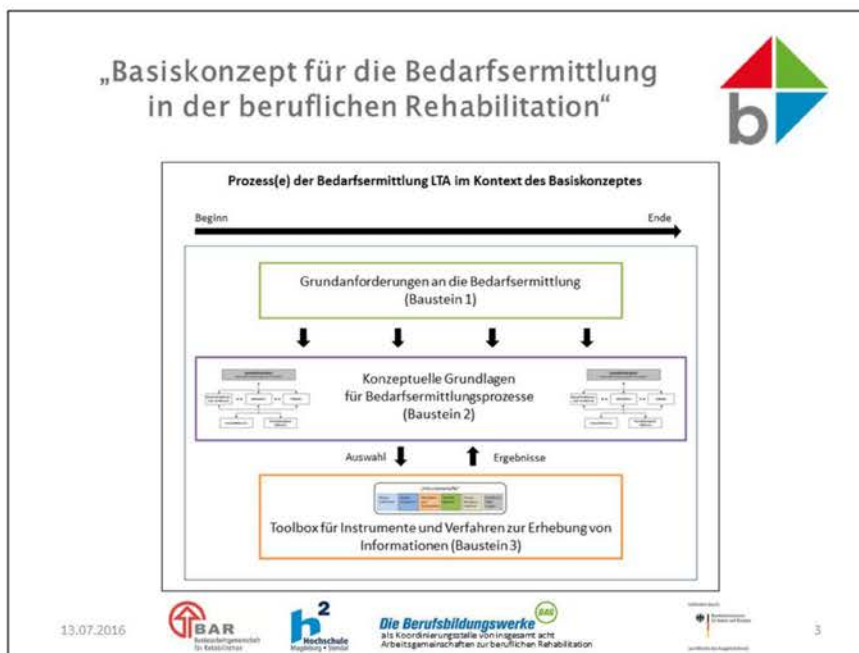 „Basiskonzept für die Bedarfsermittlung
in der beruflichen Rehabilitation“
b
Prozess(e) der Bedarfsermittlung LTA im Kontext des Basiskonzeptes
Beginn
Ende
Grundanforderungen an die Bedarfsermittlung
(Baustein 1)
Konzeptuelle Grundlagen
für Bedarfsermittlungsprozesse
(Baustein 2)
Auswahl
Ergebnisse
Toolbox für Instrumente und Verfahren zur Erhebung von
Informationen (Baustein 3)
13.07.2016
BAR
Bundesarbeitsgemeinschaft
für Rehabilitation
h2
Hochschule
Magdeburg • Stendal
Die Berufsbildungswerke
BAG
als Koordinierungsstelle von insgesamt acht
Arbeitsgemeinschaften zur beruflichen Rehabilitation
3